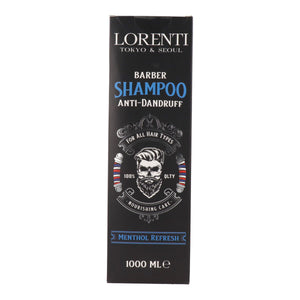 LORENTI
TOKYO & SEOUL
BARBER
SHAMPOO
ANTI-DANDRUFF
FOR ALL HAIR TYPES
100% QLTY
NOURISHING CARE
MENTHOL REFRESH
1000 ML ℮